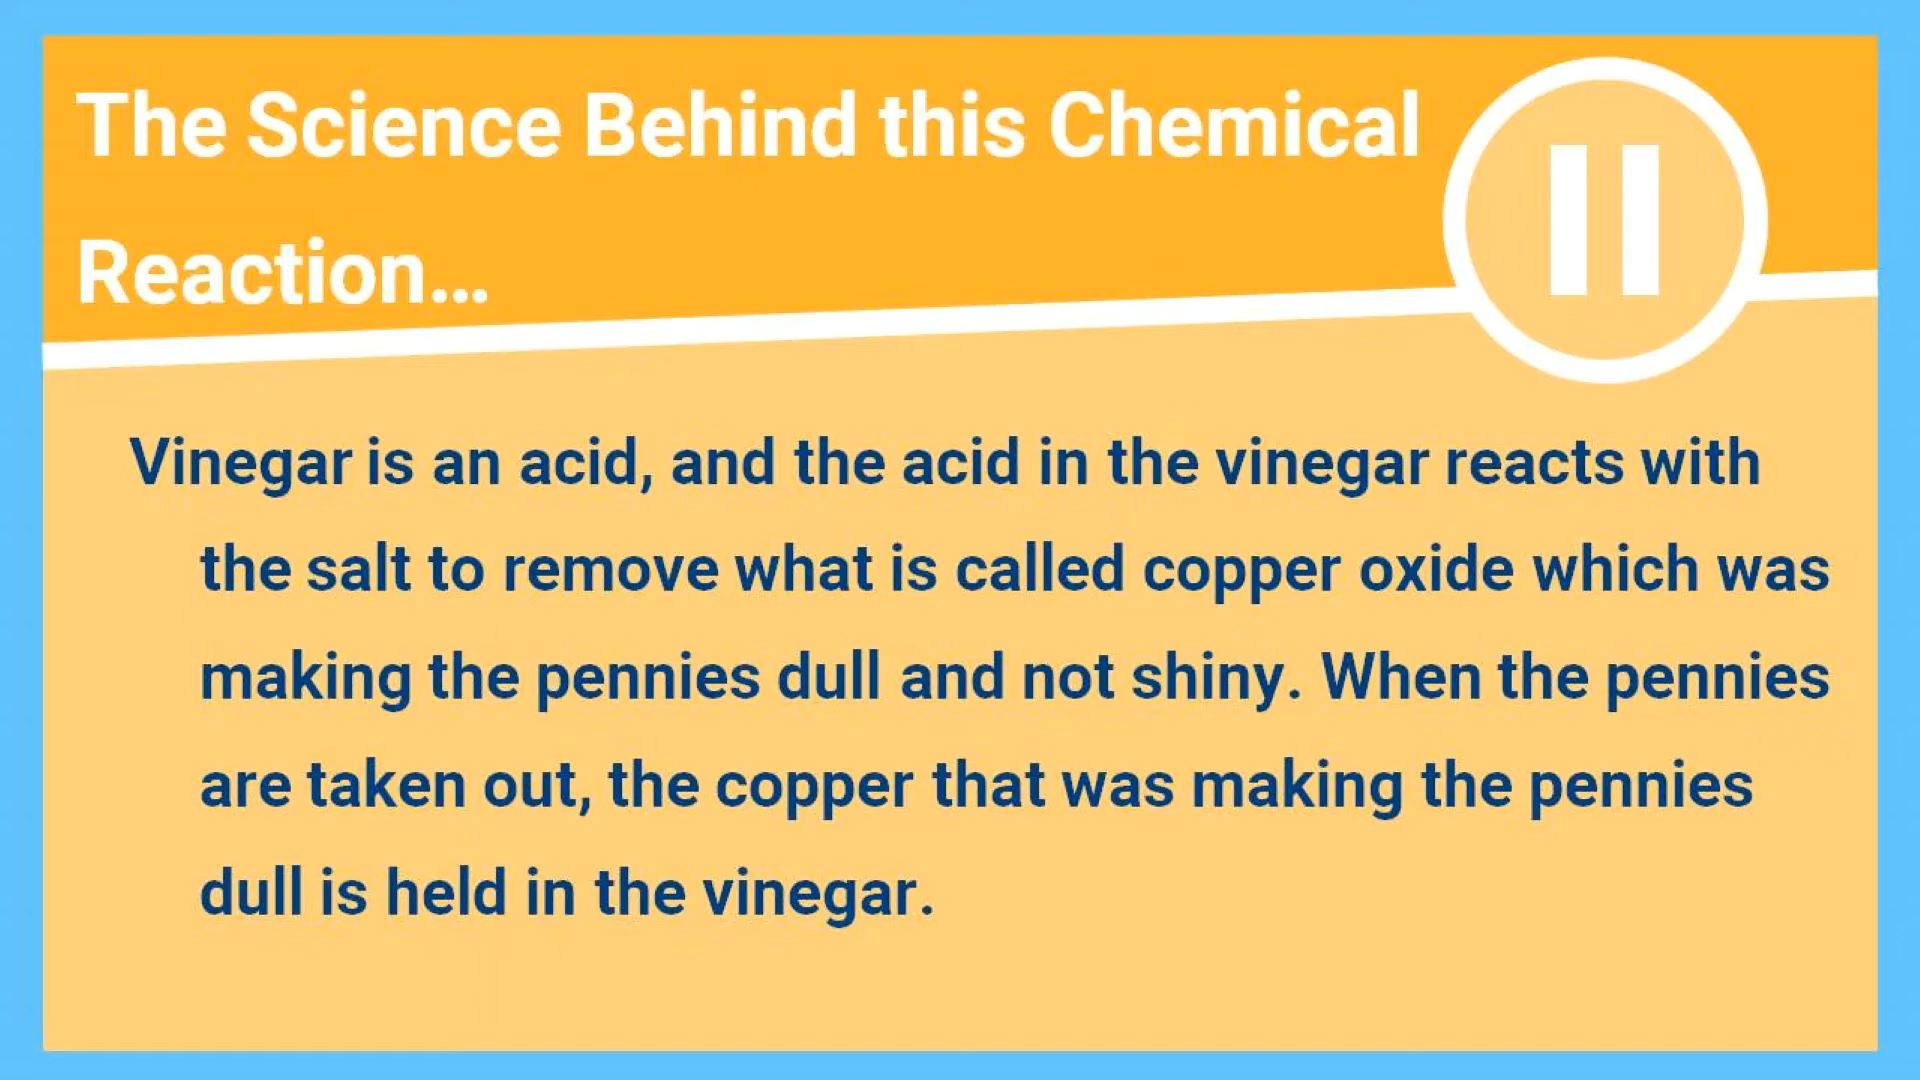 The Science Behind this Chemical
Reaction...
Vinegar is an acid, and the acid in the vinegar reacts with
the salt to remove what is called copper oxide which was
making the pennies dull and not shiny. When the pennies
are taken out, the copper that was making the pennies
dull is held in the vinegar.